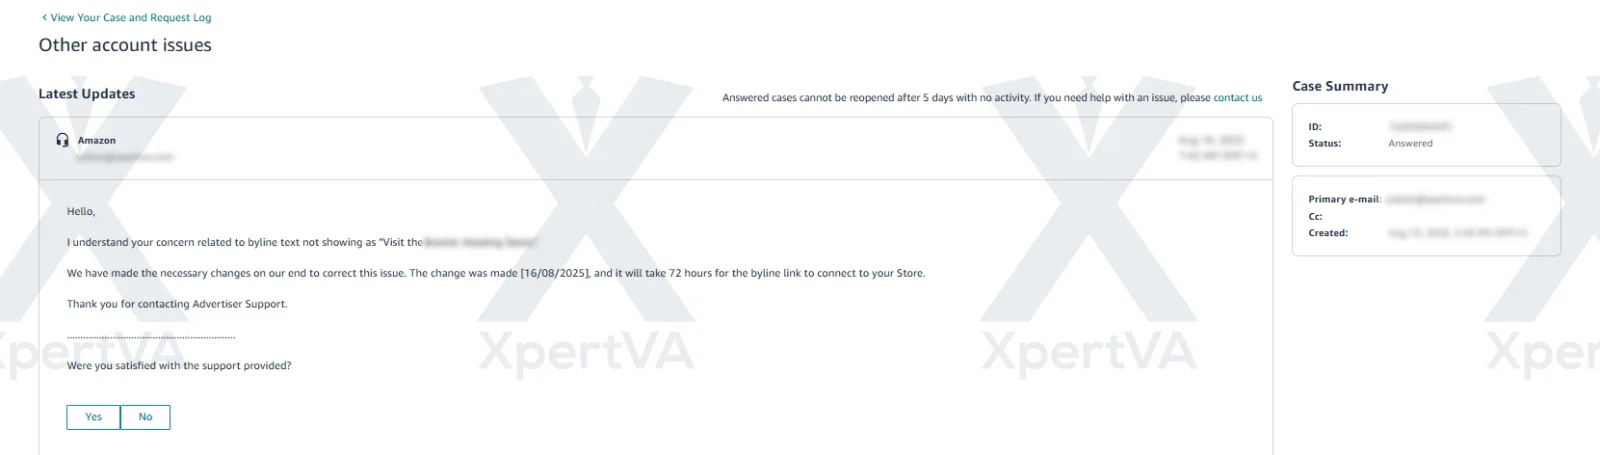 View Your Case and Request Log
Other account issues
Latest Updates
Answered cases cannot be reopened after 5 days with no activity. If you need help with an issue, please contact us
Amazon
Hello,
I understand your concern related to byline text not showing as "Visit the
We have made the necessary changes on our end to correct this issue. The change was made [16/08/2025], and it will take 72 hours for the byline link to connect to your Store.
Thank you for contacting Advertiser Support.
Were you satisfied with the support provided?
Yes
No
Case Summary
ID:
Status: Answered
Primary e-mail:
Cc:
Created:
XpertVA
XpertVA
XpertVA
XpertVA